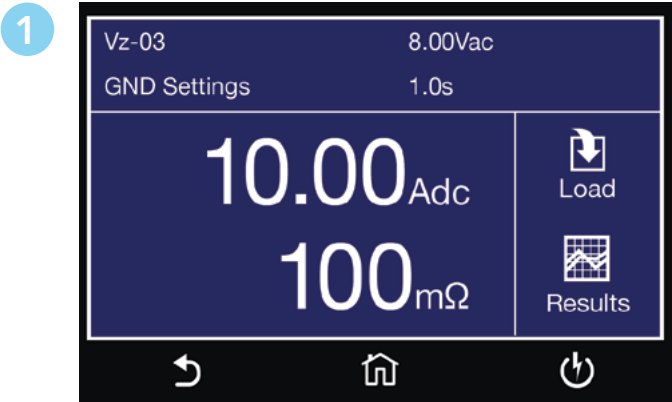 1
Vz-03 8.00Vac
GND Settings 1.0s
10.00Adc
Load
100mΩ
Results